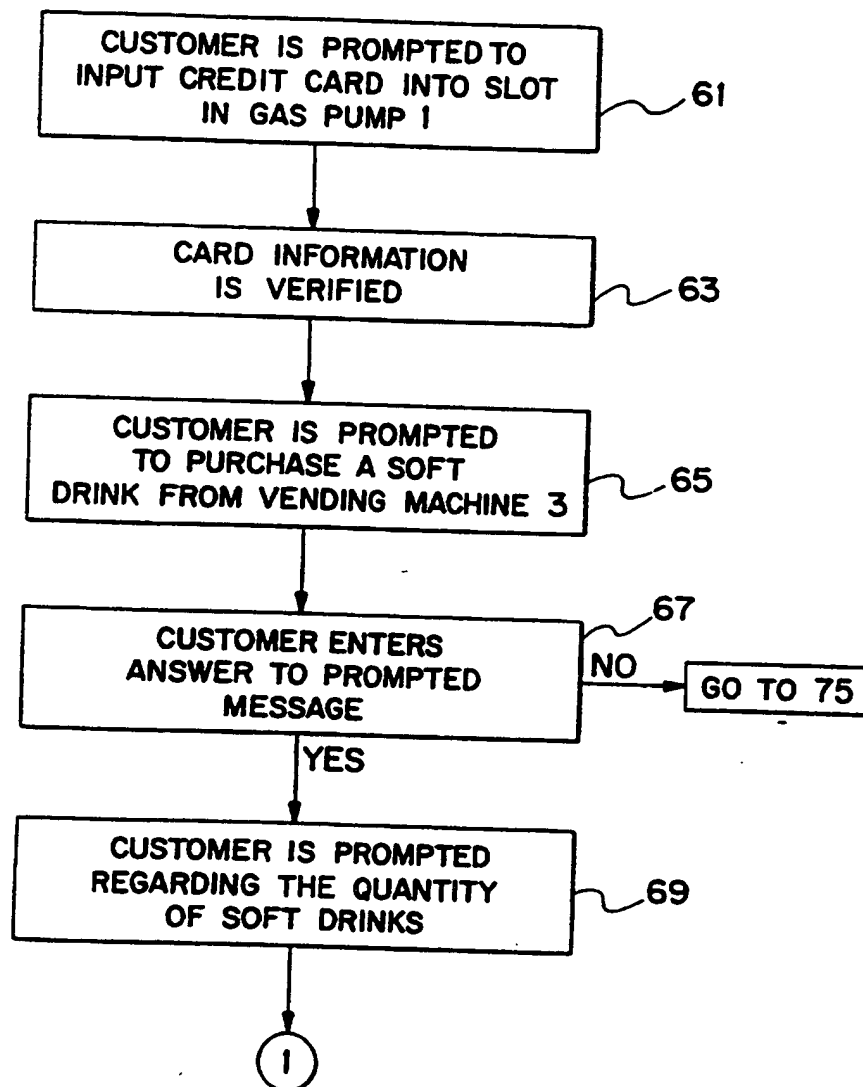 CUSTOMER IS PROMPTED TO
INPUT CREDIT CARD INTO SLOT
IN GAS PUMP 1
61
CARD INFORMATION
IS VERIFIED
63
CUSTOMER IS PROMPTED
TO PURCHASE A SOFT
DRINK FROM VENDING MACHINE 3
65
CUSTOMER ENTERS
ANSWER TO PROMPTED
MESSAGE
67
NO
GO TO 75
YES
CUSTOMER IS PROMPTED
REGARDING THE QUANTITY
OF SOFT DRINKS
69
1